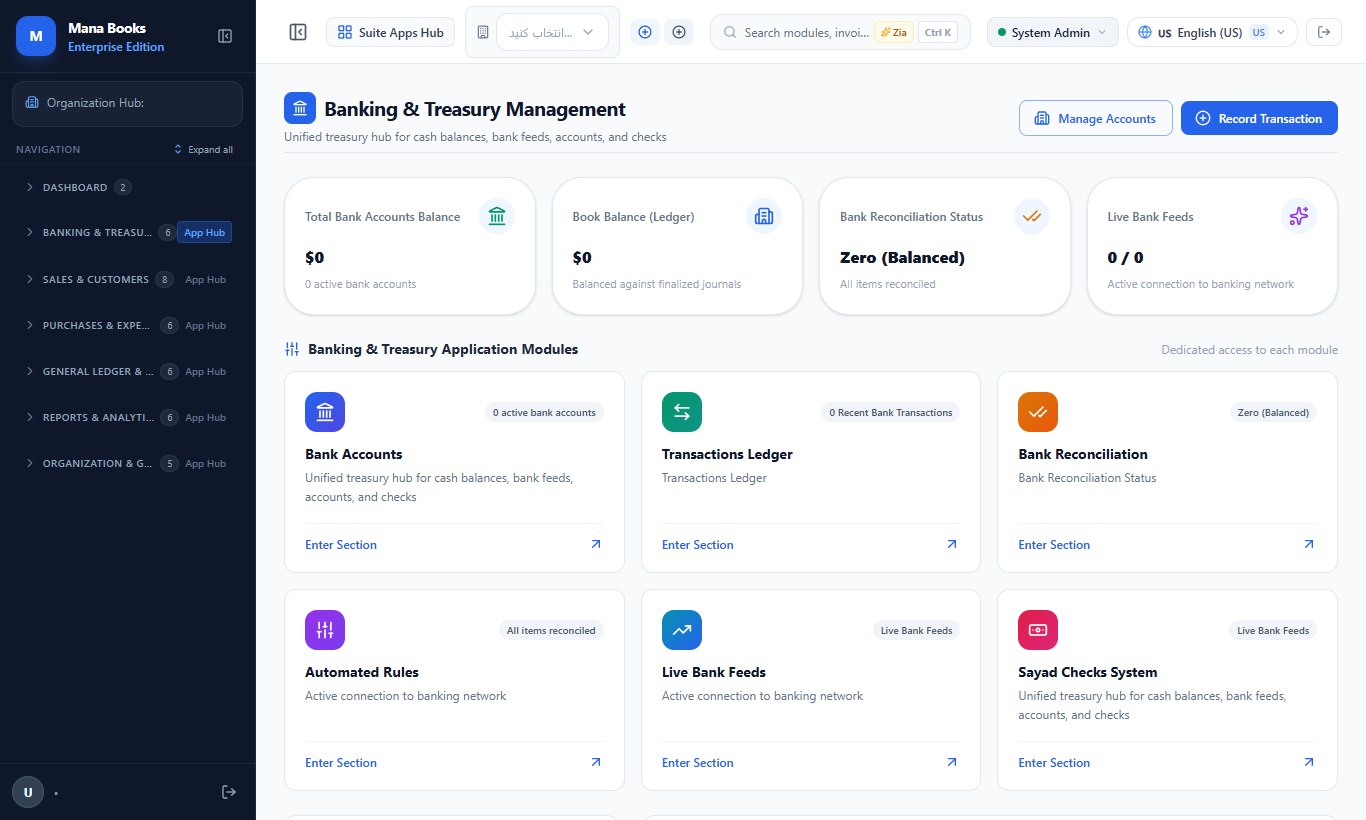 M
Mana Books
Enterprise Edition
Organization Hub:
NAVIGATION
Expand all
DASHBOARD 2
BANKING & TREASU... 6 App Hub
SALES & CUSTOMERS 8 App Hub
PURCHASES & EXPE... 6 App Hub
GENERAL LEDGER & ... 6 App Hub
REPORTS & ANALYTI... 6 App Hub
ORGANIZATION & G... 5 App Hub
U
Suite Apps Hub
انتخاب کنید...
Search modules, invoi...
Zia
Ctrl K
System Admin
US English (US) US
Banking & Treasury Management
Unified treasury hub for cash balances, bank feeds, accounts, and checks
Manage Accounts
Record Transaction
Total Bank Accounts Balance
$0
0 active bank accounts
Book Balance (Ledger)
$0
Balanced against finalized journals
Bank Reconciliation Status
Zero (Balanced)
All items reconciled
Live Bank Feeds
0 / 0
Active connection to banking network
Banking & Treasury Application Modules
Dedicated access to each module
0 active bank accounts
Bank Accounts
Unified treasury hub for cash balances, bank feeds,
accounts, and checks
Enter Section
0 Recent Bank Transactions
Transactions Ledger
Transactions Ledger
Enter Section
Zero (Balanced)
Bank Reconciliation
Bank Reconciliation Status
Enter Section
All items reconciled
Automated Rules
Active connection to banking network
Enter Section
Live Bank Feeds
Live Bank Feeds
Active connection to banking network
Enter Section
Live Bank Feeds
Sayad Checks System
Unified treasury hub for cash balances, bank feeds,
accounts, and checks
Enter Section